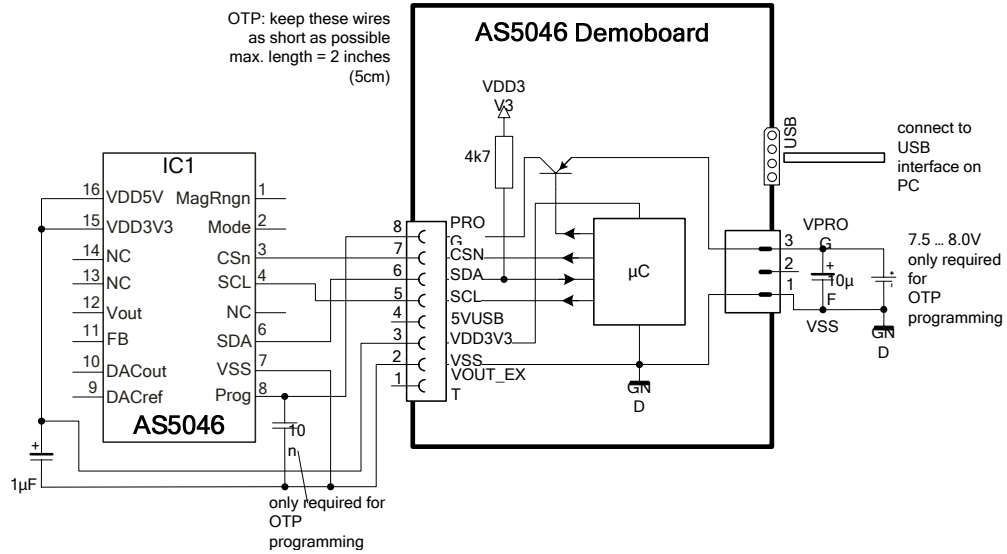 OTP: keep these wires
as short as possible
max. length = 2 inches
(5cm)
AS5046 Demoboard
VDD3
V3
4k7
USB
connect to
USB
interface on
PC
IC1
16 VDD5V MagRngn 1
15 VDD3V3 Mode 2
14 NC CSn 3
13 NC SCL 4
12 Vout NC
11 FB SDA 6
10 DACout VSS 7
9 DACref Prog 8
AS5046
8 PRO
G
7 CSN
6 SDA
5 SCL
4 5VUSB
3 VDD3V3
2 VSS
1 VOUT_EX
T
µC
GN
D
3 VPRO
G
2
1
+
10µ
F
VSS
+
-
GN
D
7.5 ... 8.0V
only required
for
OTP
programming
+
1µF
10
n
only required for
OTP
programming